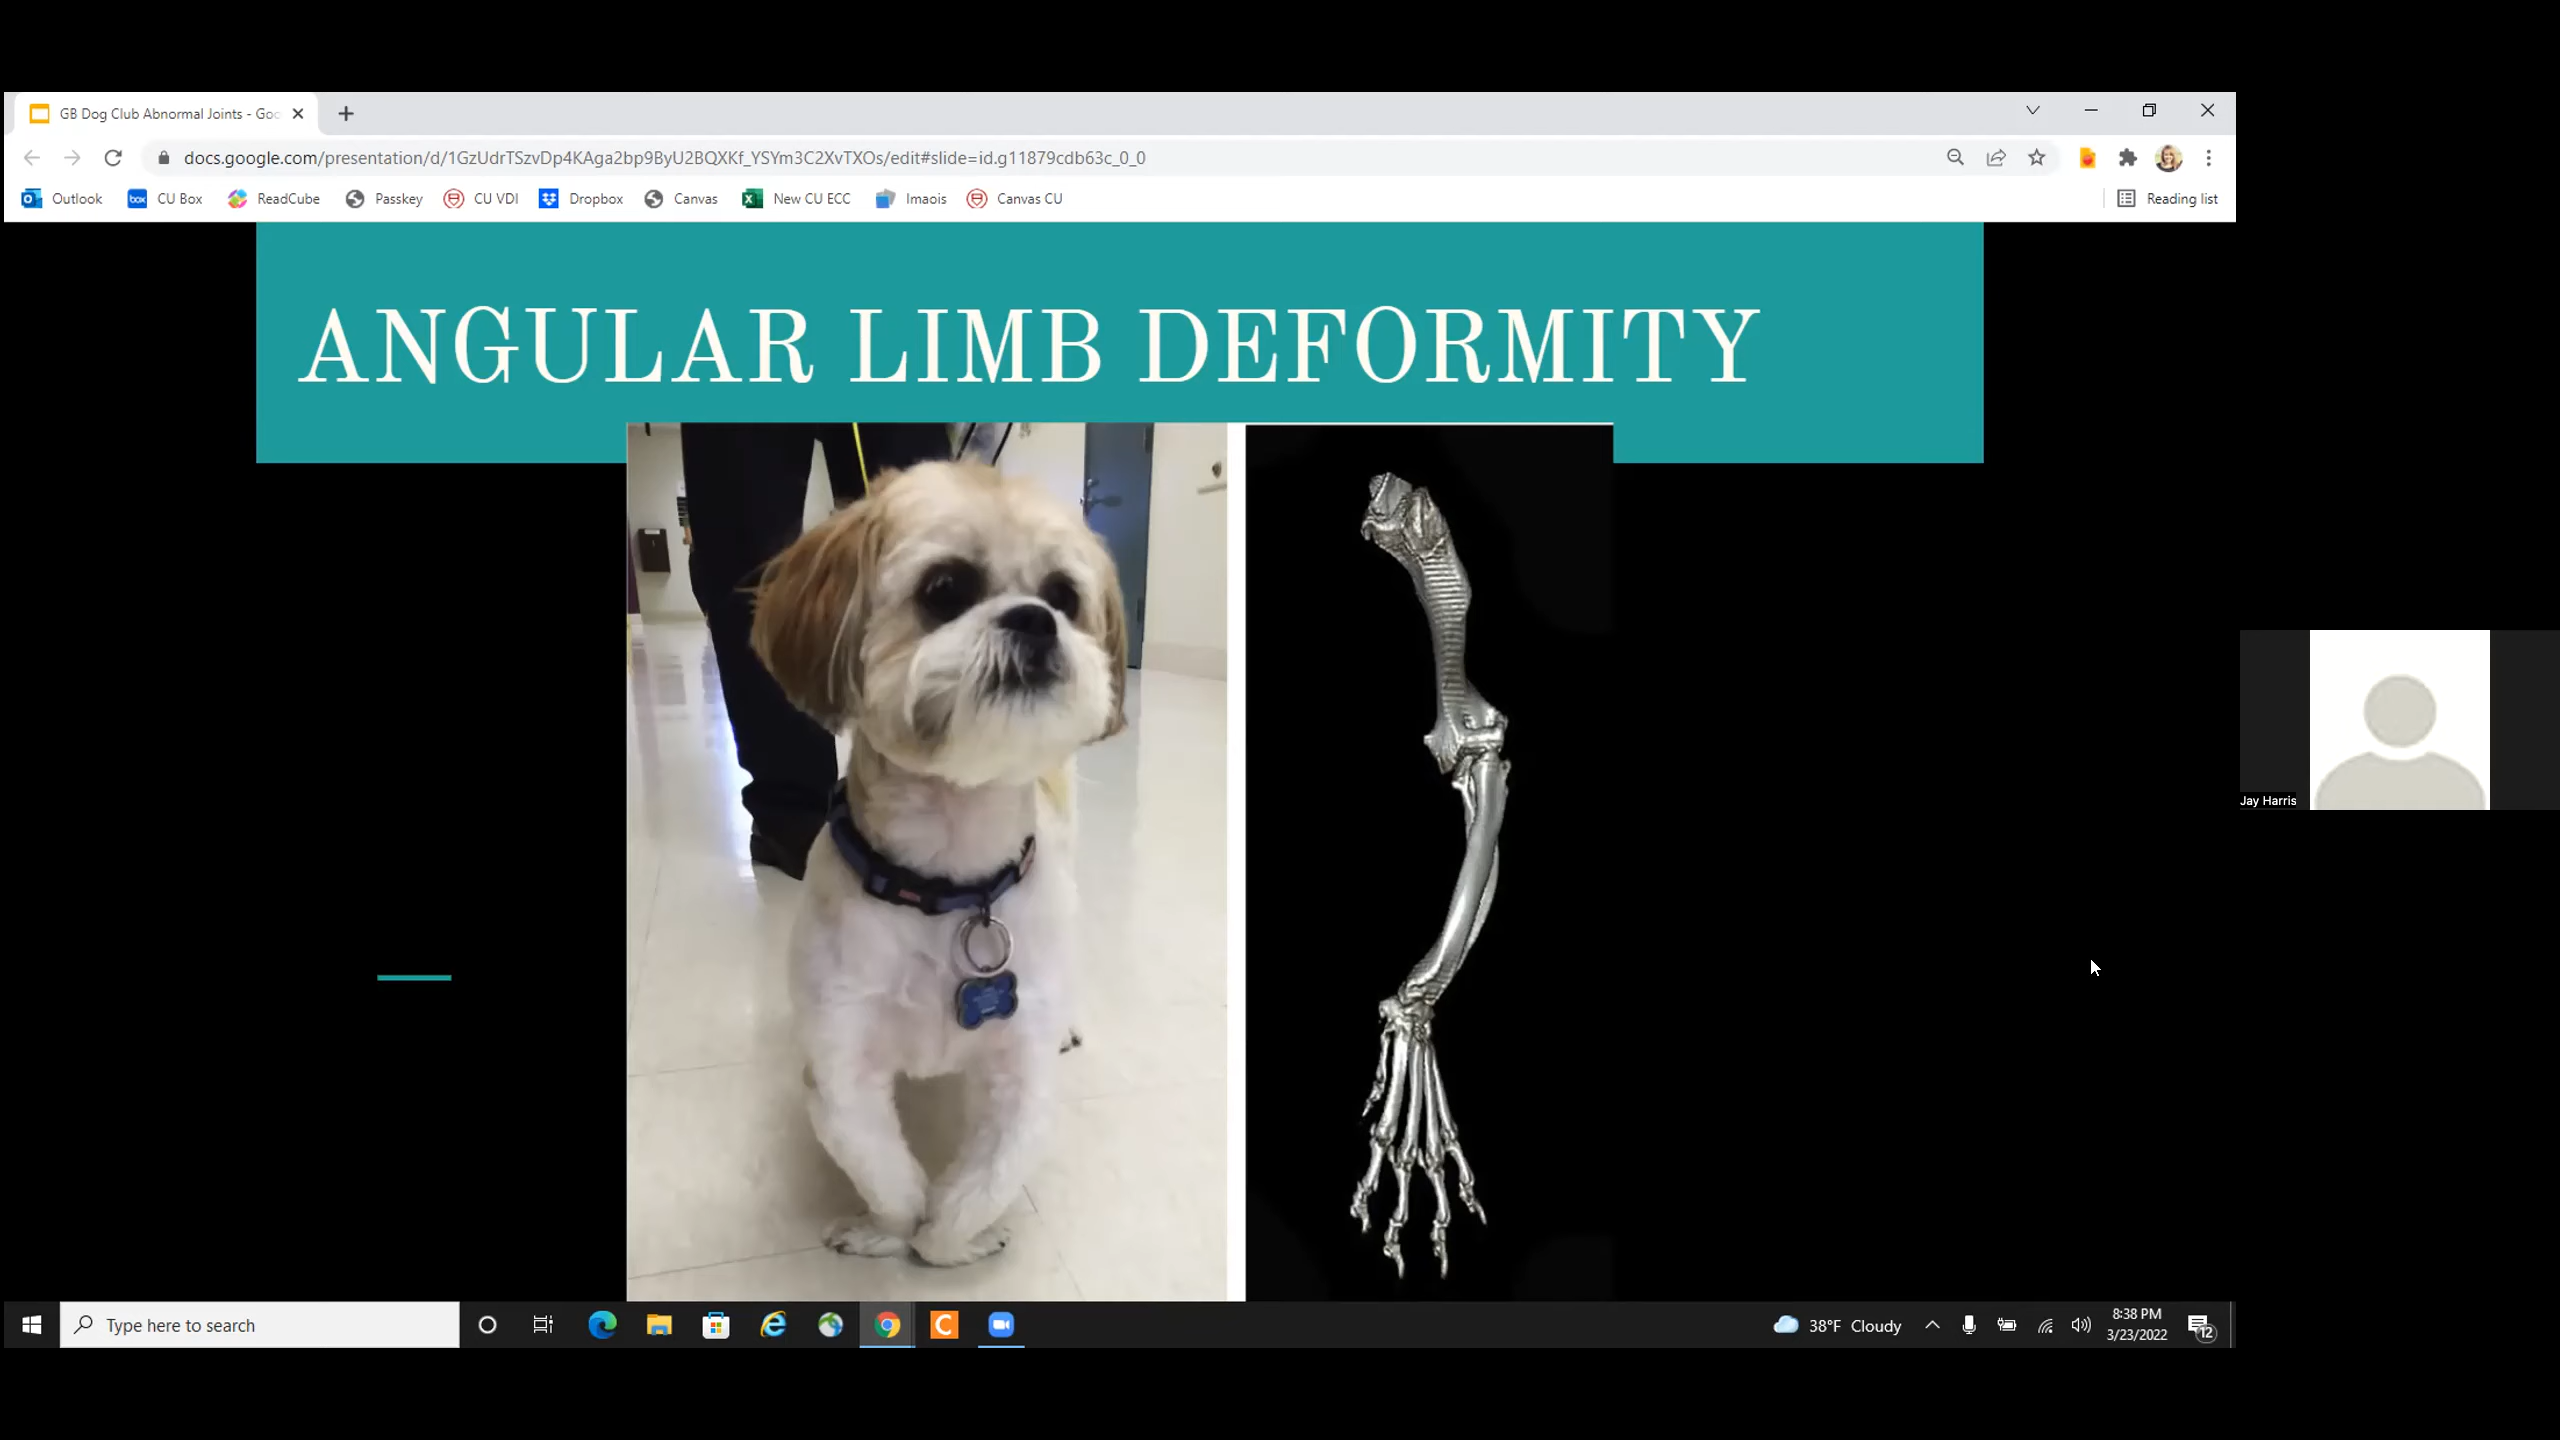 GB Dog Club Abnormal Joints - Goo
docs.google.com/presentation/d/1GzUdrTSzvDp4KAga2bp9ByU2BQXKf_YSYm3C2XvTXOs/edit#slide=id.g11879cdb63c_0_0
Outlook CU Box ReadCube Passkey CU VDI Dropbox Canvas New CU ECC Imaois Canvas CU Reading list
ANGULAR LIMB DEFORMITY
Jay Harris
Type here to search
38°F Cloudy
8:38 PM
3/23/2022
12